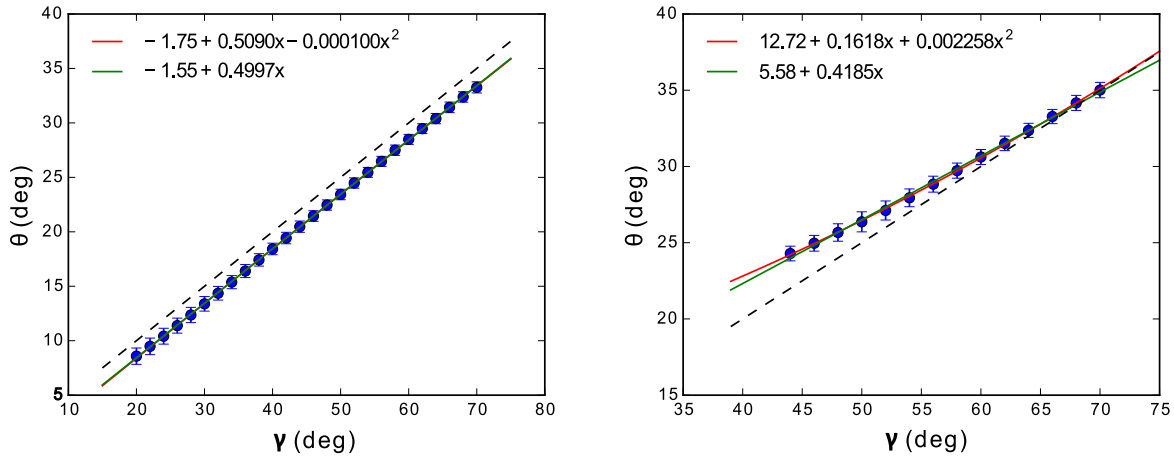 − 1.75 + 0.5090x − 0.000100x²
− 1.55 + 0.4997x
40
35
30
25
20
15
10
5
θ (deg)
10 20 30 40 50 60 70 80
γ (deg)
12.72 + 0.1618x + 0.002258x²
5.58 + 0.4185x
40
35
30
25
20
15
θ (deg)
35 40 45 50 55 60 65 70 75
γ (deg)